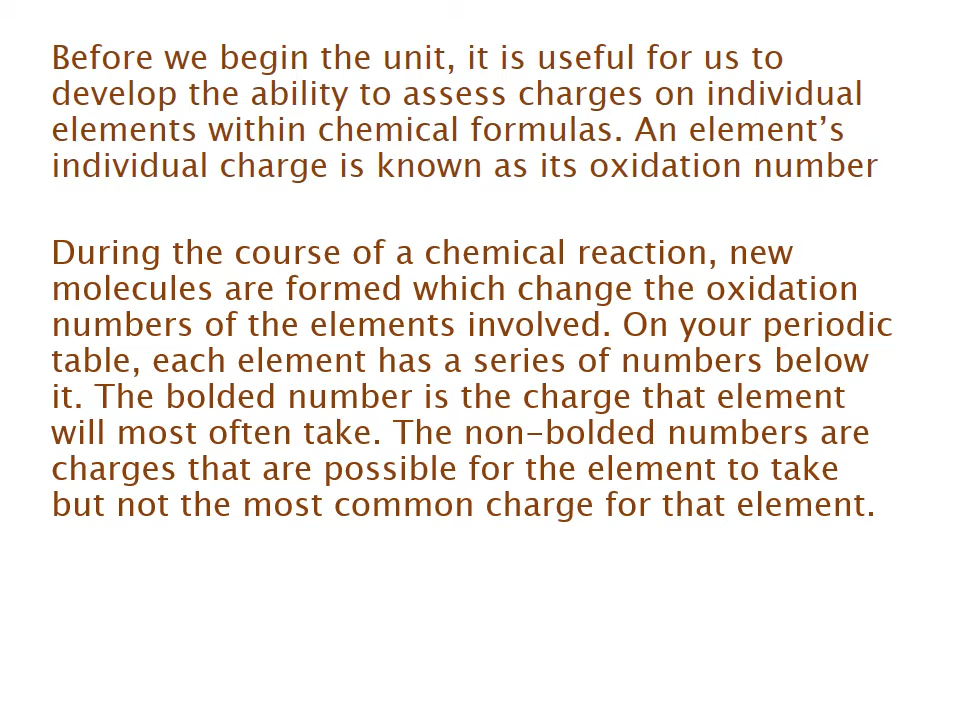 Before we begin the unit, it is useful for us to
develop the ability to assess charges on individual
elements within chemical formulas. An element’s
individual charge is known as its oxidation number
During the course of a chemical reaction, new
molecules are formed which change the oxidation
numbers of the elements involved. On your periodic
table, each element has a series of numbers below
it. The bolded number is the charge that element
will most often take. The non-bolded numbers are
charges that are possible for the element to take
but not the most common charge for that element.